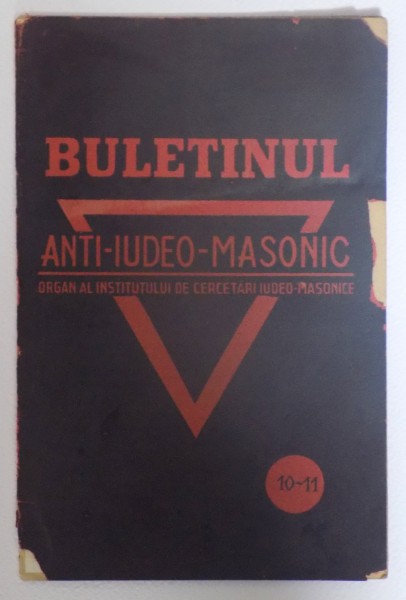 BULETINUL
ANTI-IUDEO-MASONIC
ORGAN AL INSTITUTULUI DE CERCETĂRI IUDEO-MASONICE
10-11